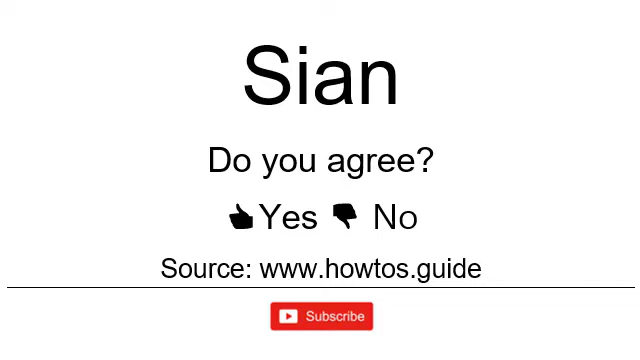 Sian
Do you agree?
👍Yes 👎 No
Source: www.howtos.guide
Subscribe